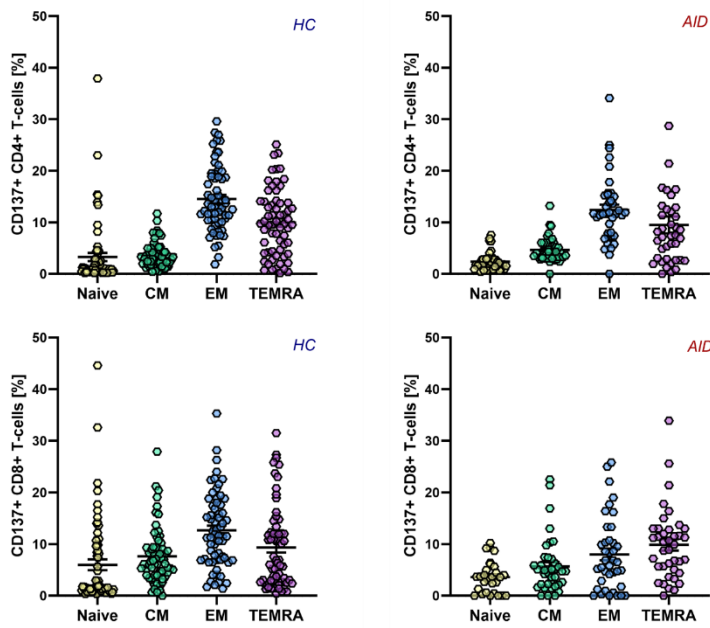 HC
CD137+ CD4+ T-cells [%]
50
40
30
20
10
0
Naive CM EM TEMRA
AID
CD137+ CD4+ T-cells [%]
50
40
30
20
10
0
Naive CM EM TEMRA
HC
CD137+ CD8+ T-cells [%]
50
40
30
20
10
0
Naive CM EM TEMRA
AID
CD137+ CD8+ T-cells [%]
50
40
30
20
10
0
Naive CM EM TEMRA